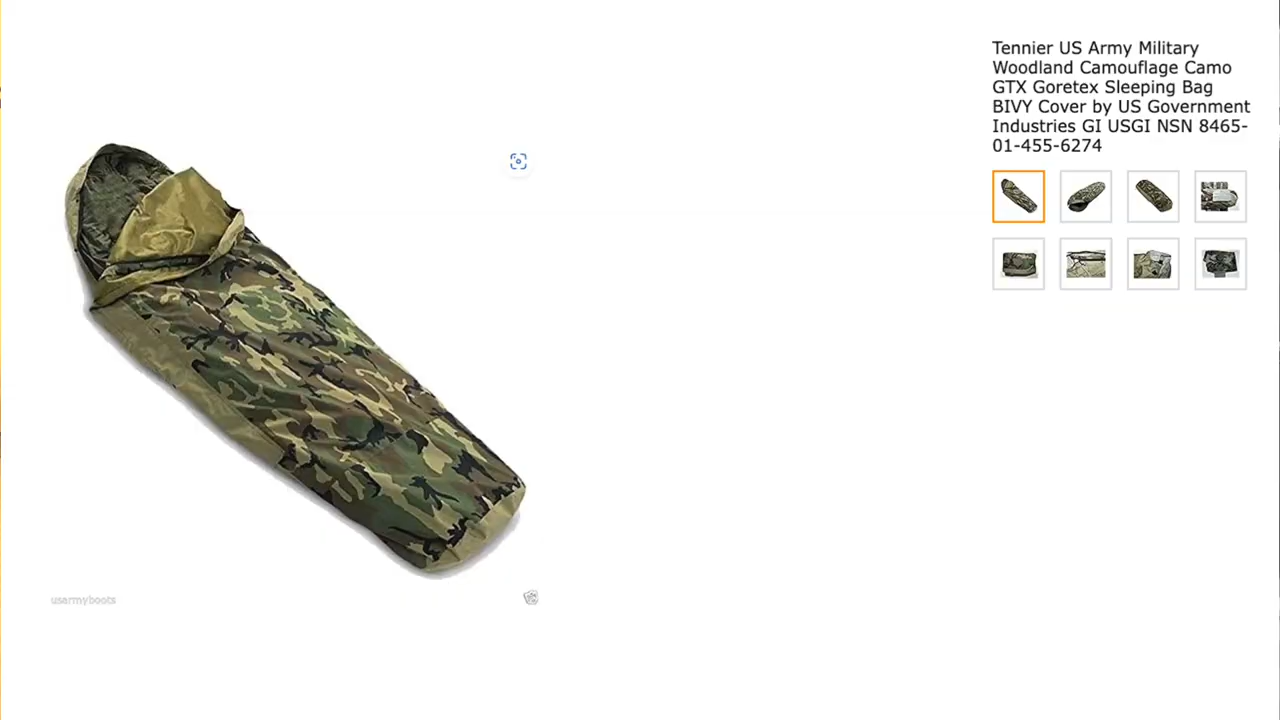 Tennier US Army Military
Woodland Camouflage Camo
GTX Goretex Sleeping Bag
BIVY Cover by US Government
Industries GI USGI NSN 8465-
01-455-6274
usarmyboots